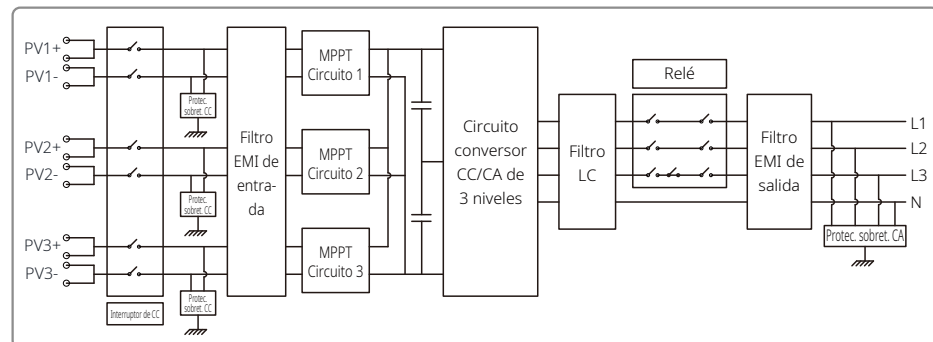 PV1+
PV1-
Protec.
sobret. CC
PV2+
PV2-
Protec.
sobret. CC
PV3+
PV3-
Protec.
sobret. CC
Interruptor de CC
Filtro
EMI de
entra-
da
MPPT
Circuito 1
MPPT
Circuito 2
MPPT
Circuito 3
Circuito
conversor
CC/CA de
3 niveles
Filtro
LC
Relé
Filtro
EMI de
salida
L1
L2
L3
N
Protec. sobret. CA